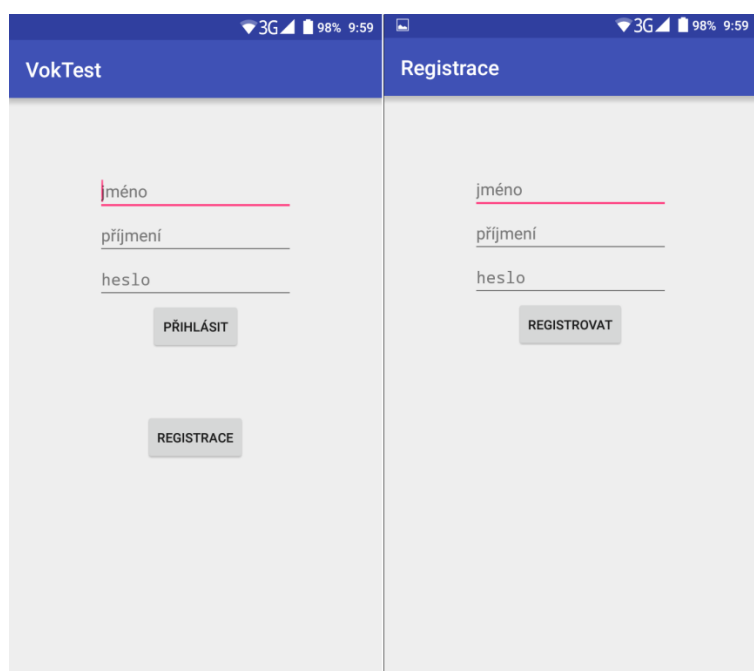 3G 98% 9:59
VokTest
jméno
příjmení
heslo
PŘIHLÁSIT
REGISTRACE
3G 98% 9:59
Registrace
jméno
příjmení
heslo
REGISTROVAT